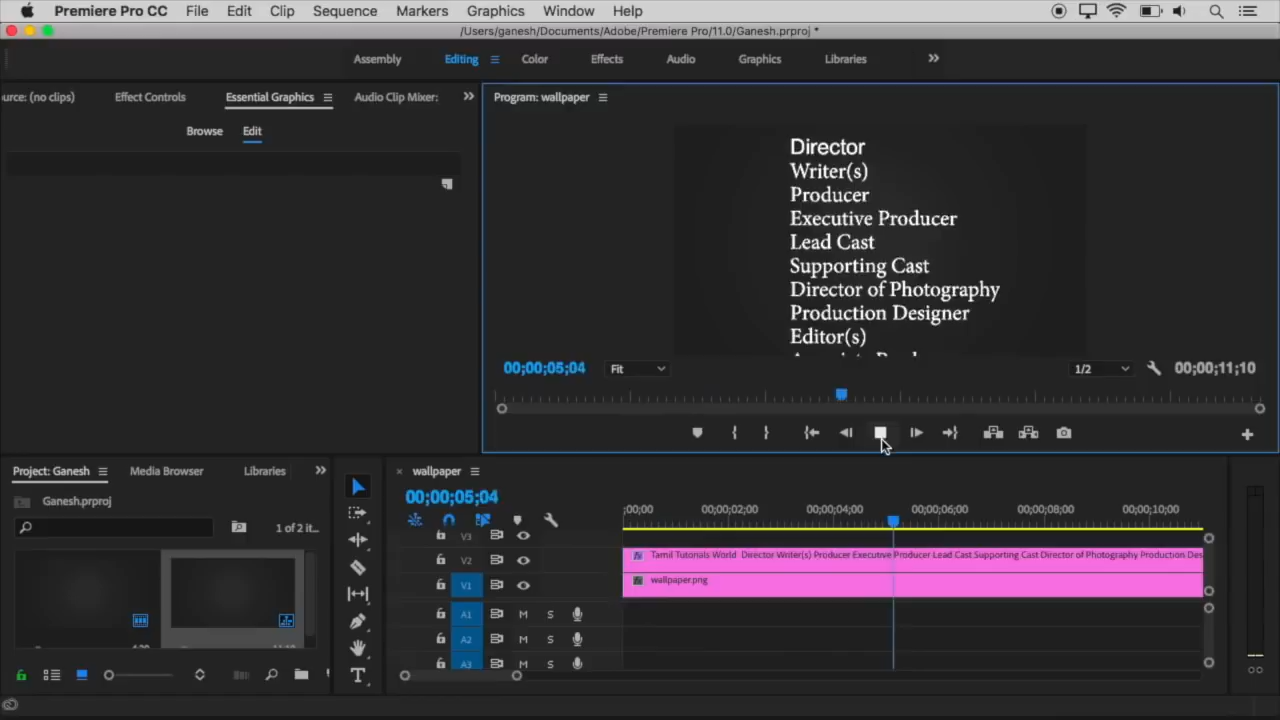 Premiere Pro CC File Edit Clip Sequence Markers Graphics Window Help
/Users/ganesh/Documents/Adobe/Premiere Pro/11.0/Ganesh.prproj *
Assembly Editing Color Effects Audio Graphics Libraries
urce: (no clips) Effect Controls Essential Graphics Audio Clip Mixer:
Program: wallpaper
Browse Edit
Director
Writer(s)
Producer
Executive Producer
Lead Cast
Supporting Cast
Director of Photography
Production Designer
Editor(s)
00;00;05;04 Fit 1/2 00;00;11;10
Project: Ganesh Media Browser Libraries
Ganesh.prproj
1 of 2 it...
wallpaper
00;00;05;04
;00;00 00;00;02;00 00;00;04;00 00;00;06;00 00;00;08;00 00;00;10;00
V3
V2 Tamil Tutorials World Director Writer(s) Producer Executive Producer Lead Cast Supporting Cast Director of Photography Production Des
V1 wallpaper.png
A1 M S
A2 M S
A3 M S